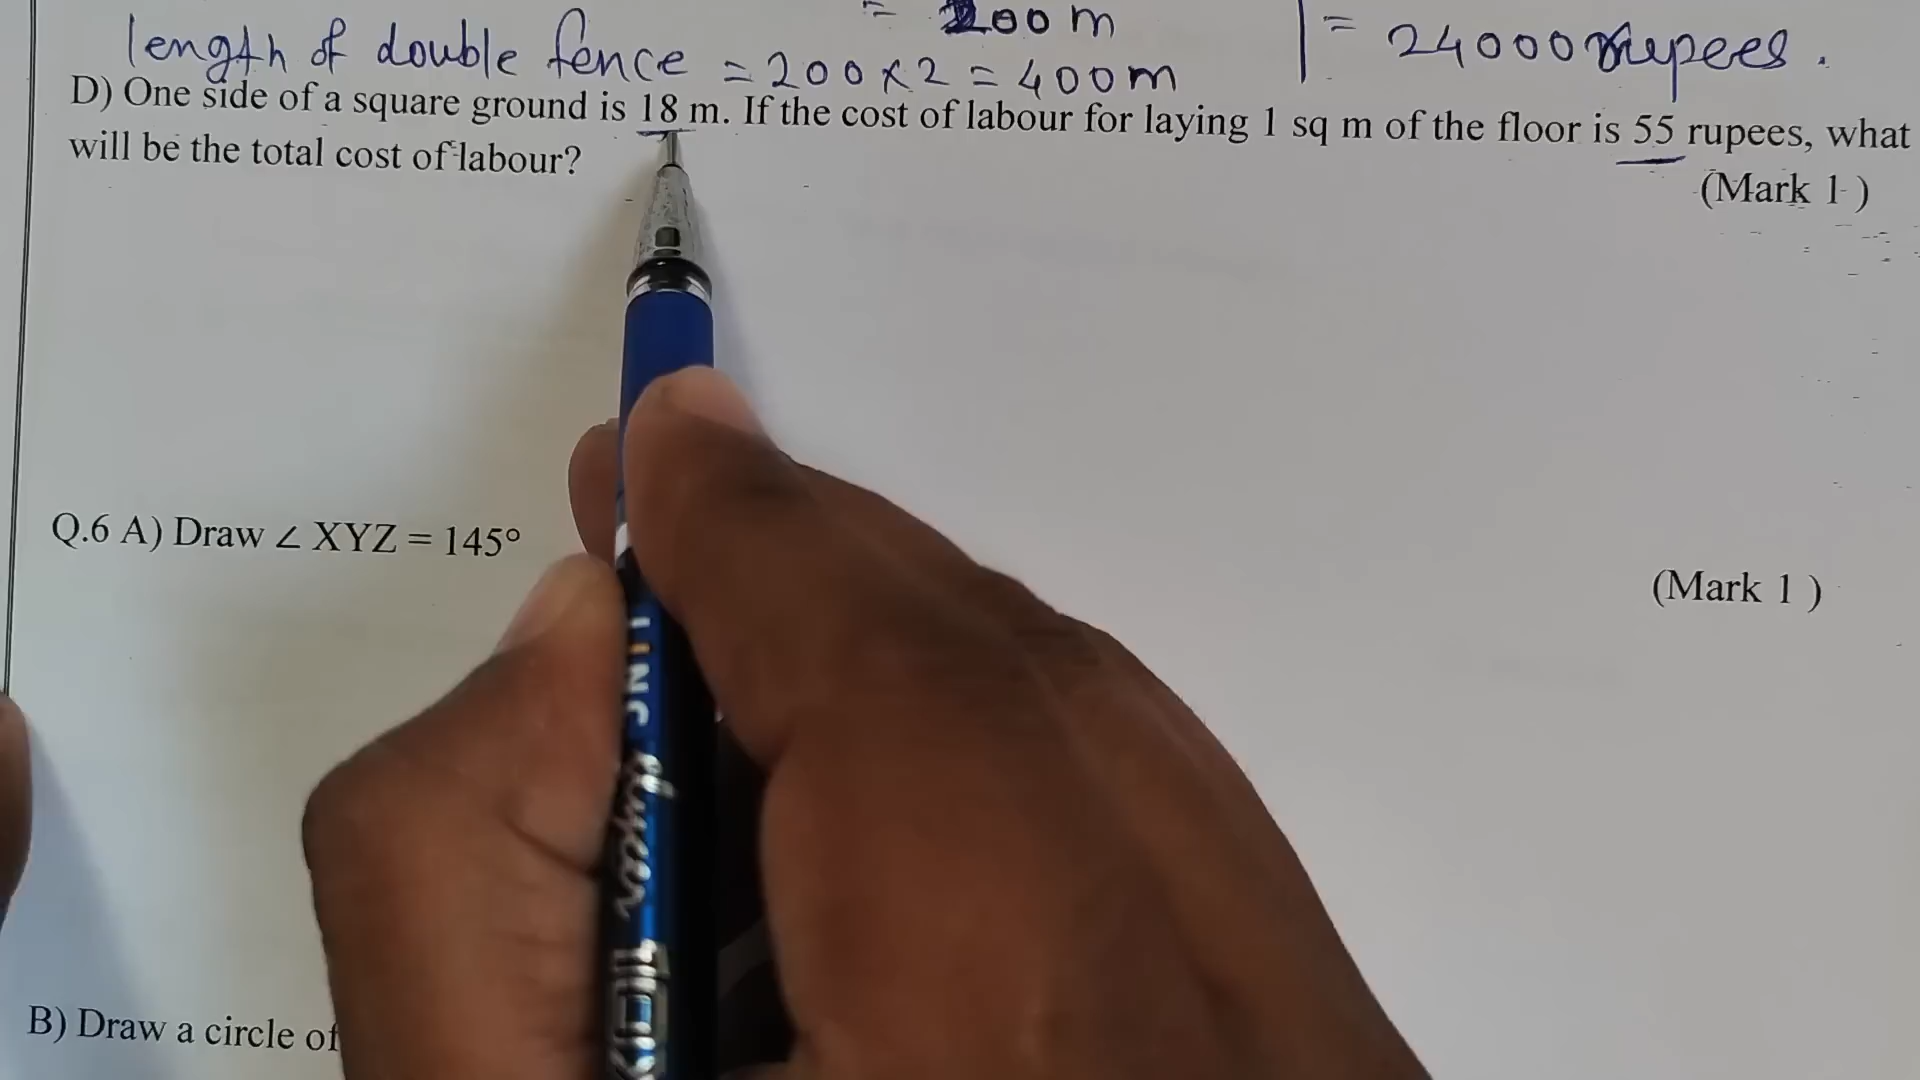 = 200 m
= 24000 rupees.
length of double fence = 200 x 2 = 400 m
D) One side of a square ground is 18 m. If the cost of labour for laying 1 sq m of the floor is 55 rupees, what
will be the total cost of labour?
(Mark 1 )
Q.6 A) Draw ∠ XYZ = 145°
(Mark 1 )
B) Draw a circle of